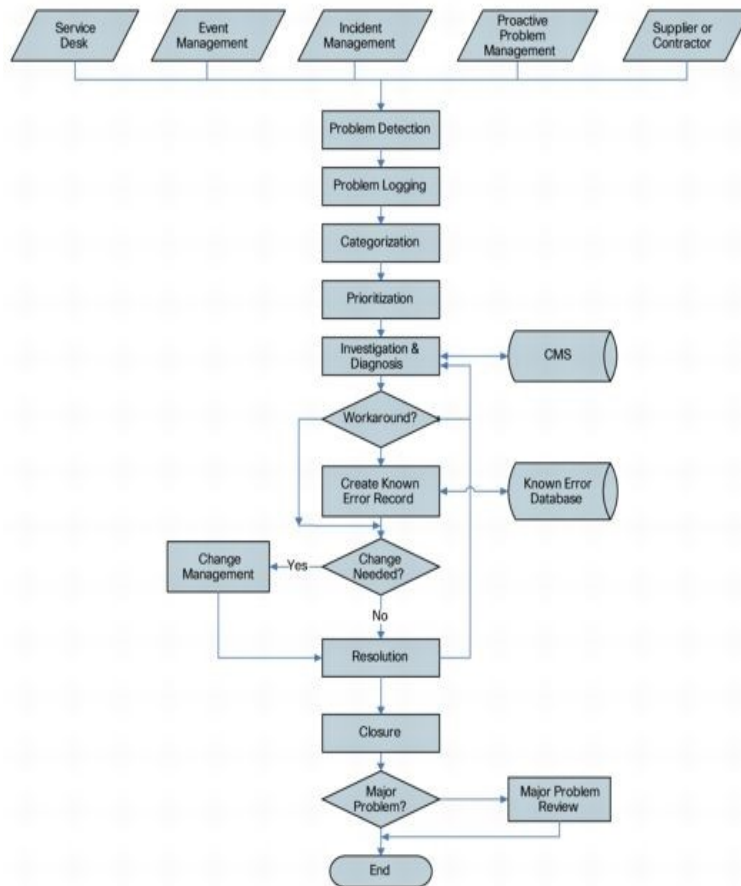 Service
Desk
Event
Management
Incident
Management
Proactive
Problem
Management
Supplier or
Contractor
Problem Detection
Problem Logging
Categorization
Prioritization
Investigation &
Diagnosis
CMS
Workaround?
Create Known
Error Record
Known Error
Database
Change
Management
Yes
Change
Needed?
No
Resolution
Closure
Major
Problem?
Major Problem
Review
End